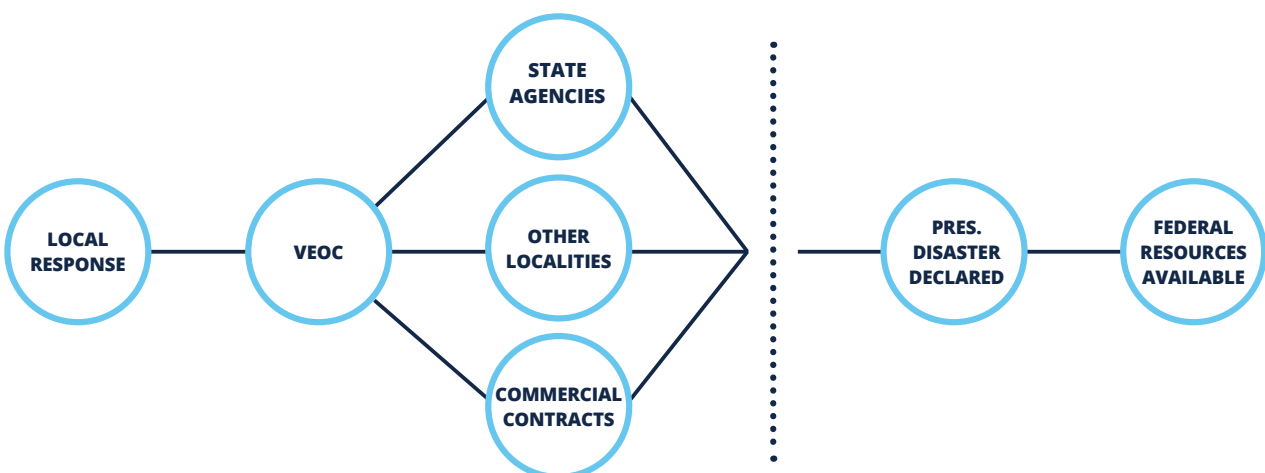 LOCAL
RESPONSE
VEOC
STATE
AGENCIES
OTHER
LOCALITIES
COMMERCIAL
CONTRACTS
PRES.
DISASTER
DECLARED
FEDERAL
RESOURCES
AVAILABLE